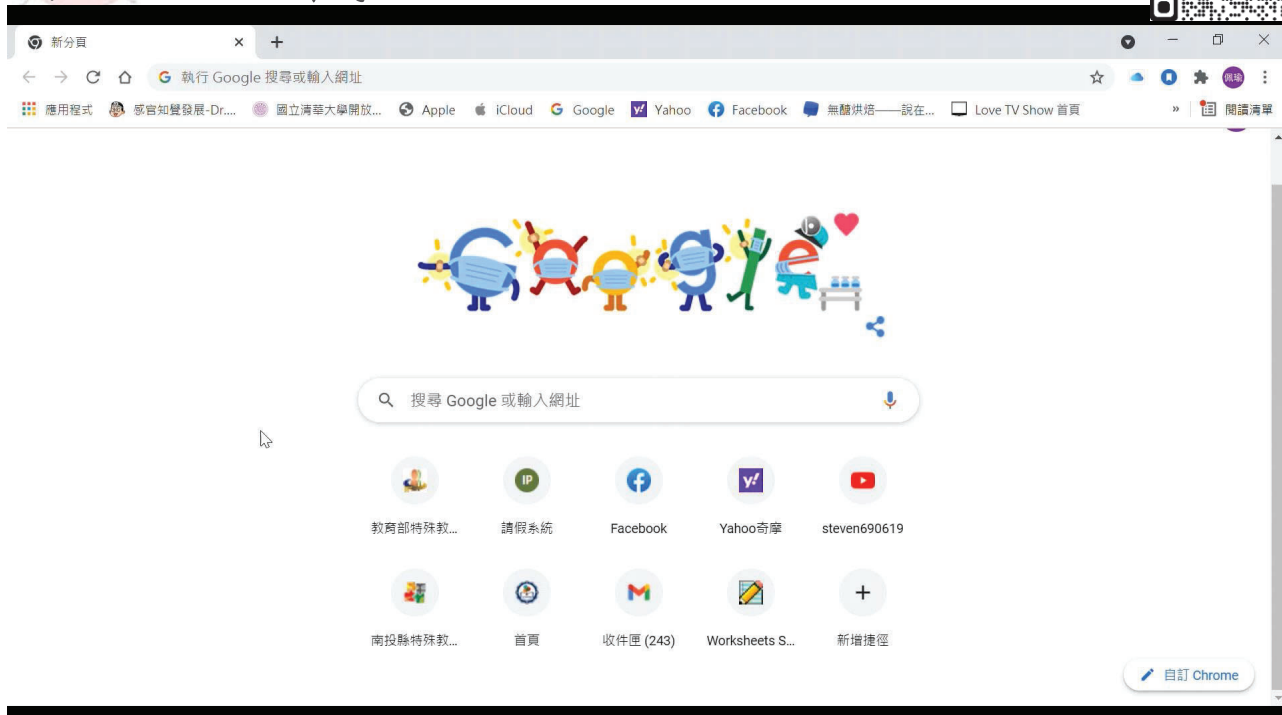 新分頁
執行 Google 搜尋或輸入網址
佩瑜
應用程式 感官知聲發展-Dr.... 國立清華大學開放... Apple iCloud Google Yahoo Facebook 無醣烘焙——說在... Love TV Show 首頁 » 閱讀清單
Google
搜尋 Google 或輸入網址
IP
教育部特殊教... 請假系統 Facebook Yahoo奇摩 steven690619
南投縣特殊教... 首頁 收件匣 (243) Worksheets S... 新增捷徑
自訂 Chrome